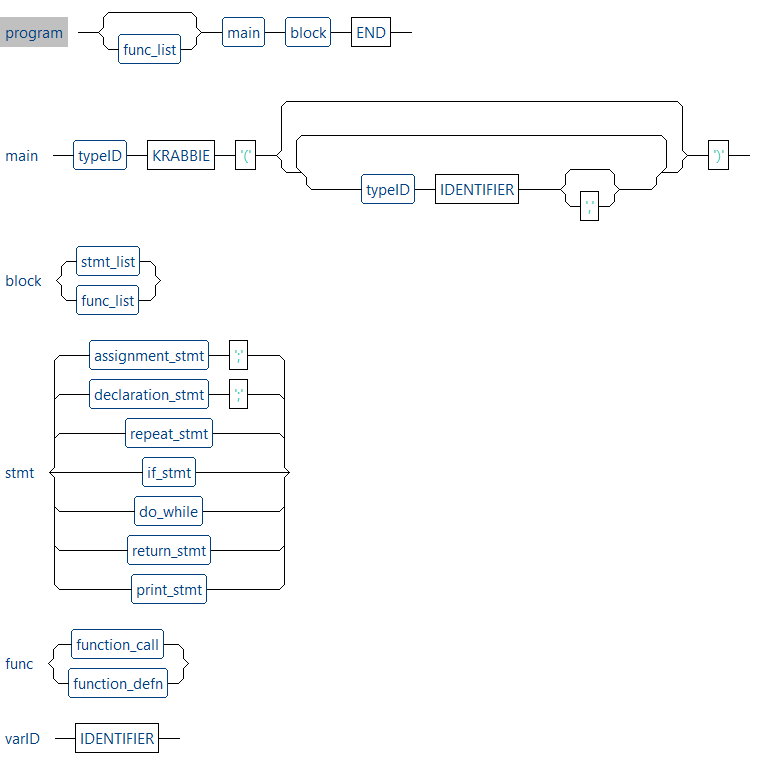 program func_list main block END
main typeID KRABBIE '(' typeID IDENTIFIER ',' ')'
block stmt_list
func_list
stmt assignment_stmt ';'
declaration_stmt ';'
repeat_stmt
if_stmt
do_while
return_stmt
print_stmt
func function_call
function_defn
varID IDENTIFIER